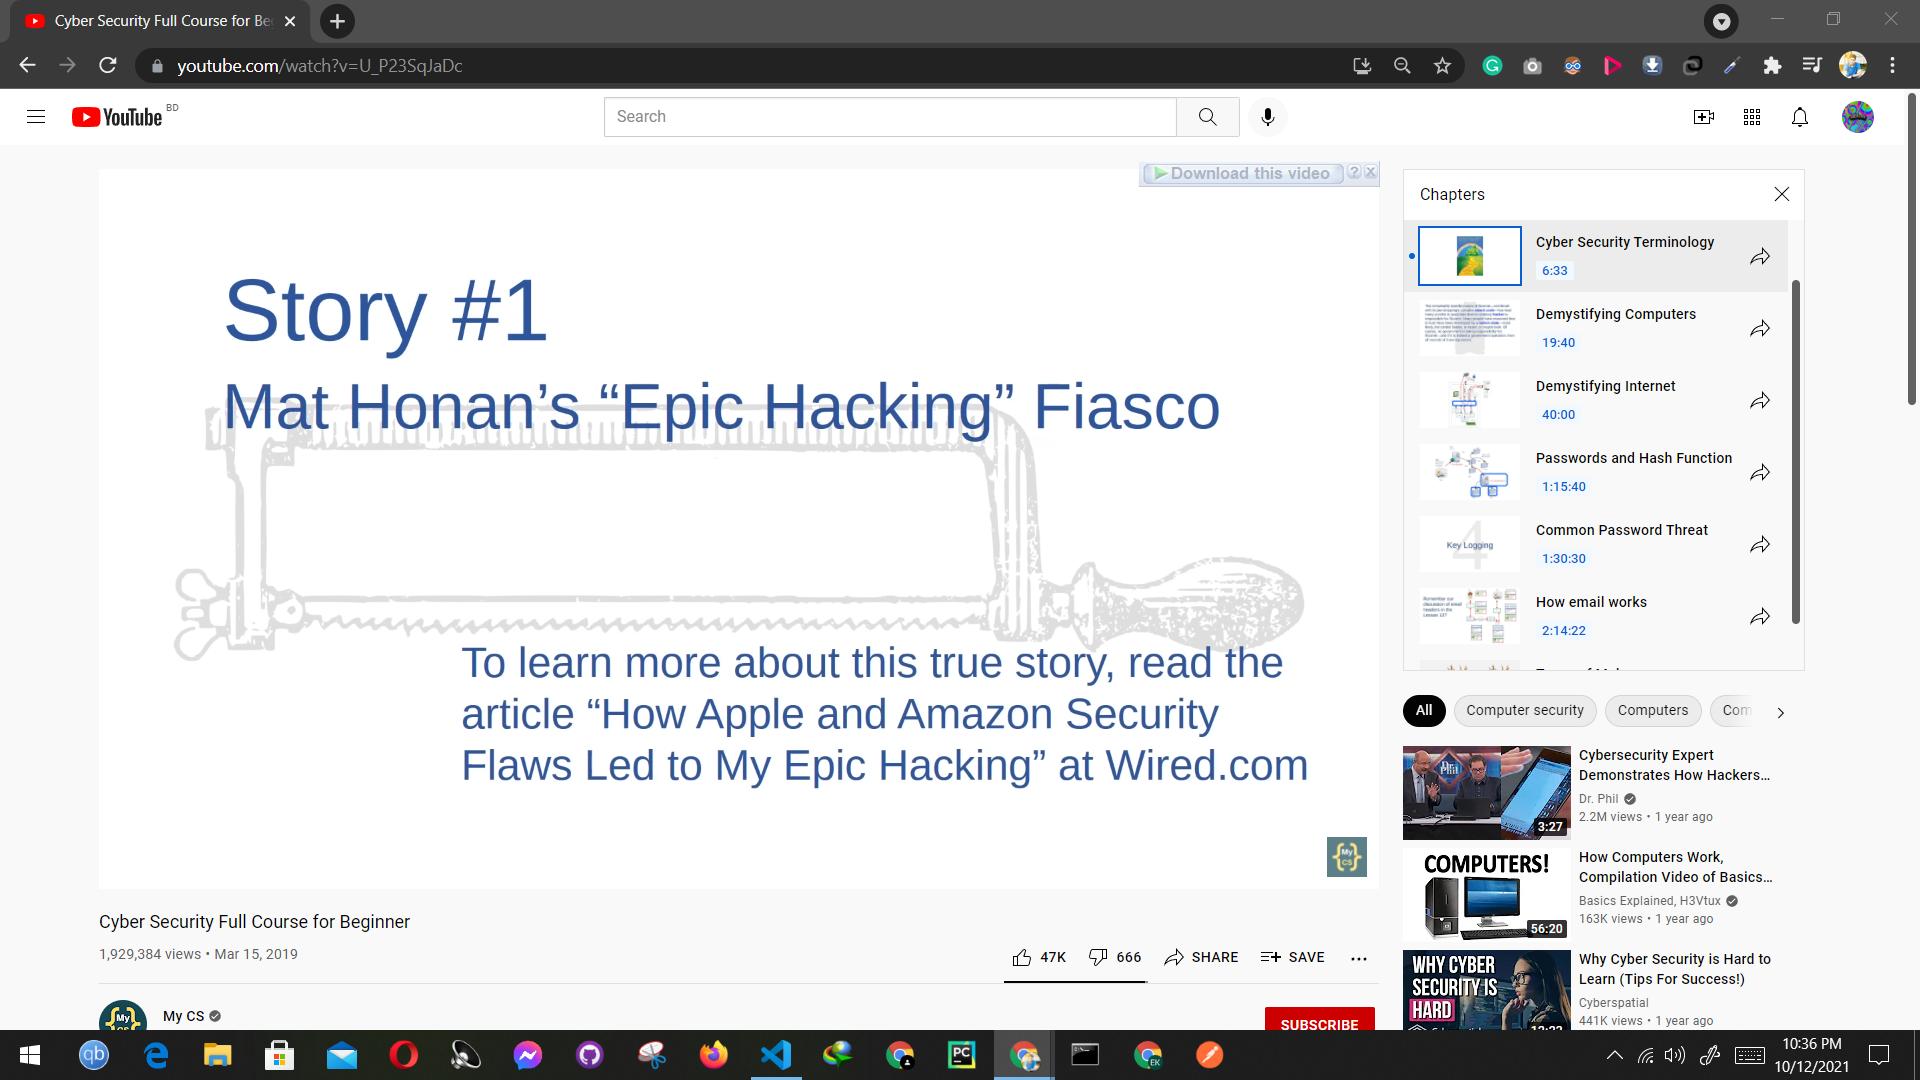 Cyber Security Full Course for Be
youtube.com/watch?v=U_P23SqJaDc
YouTube BD
Search
Download this video
Story #1
Mat Honan’s “Epic Hacking” Fiasco
To learn more about this true story, read the
article “How Apple and Amazon Security
Flaws Led to My Epic Hacking” at Wired.com
My
CS
Cyber Security Full Course for Beginner
1,929,384 views • Mar 15, 2019
47K
666
SHARE
SAVE
My CS
SUBSCRIBE
Chapters
Cyber Security Terminology
6:33
Demystifying Computers
19:40
Demystifying Internet
40:00
Passwords and Hash Function
1:15:40
4
Key Logging
Common Password Threat
1:30:30
How email works
2:14:22
All
Computer security
Computers
Com
Dr. Phil
3:27
Cybersecurity Expert
Demonstrates How Hackers…
Dr. Phil
2.2M views • 1 year ago
COMPUTERS!
56:20
How Computers Work,
Compilation Video of Basics…
Basics Explained, H3Vtux
163K views • 1 year ago
WHY CYBER
SECURITY IS
HARD
Why Cyber Security is Hard to
Learn (Tips For Success!)
Cyberspatial
441K views • 1 year ago
qb
PC
EK
10:36 PM
10/12/2021